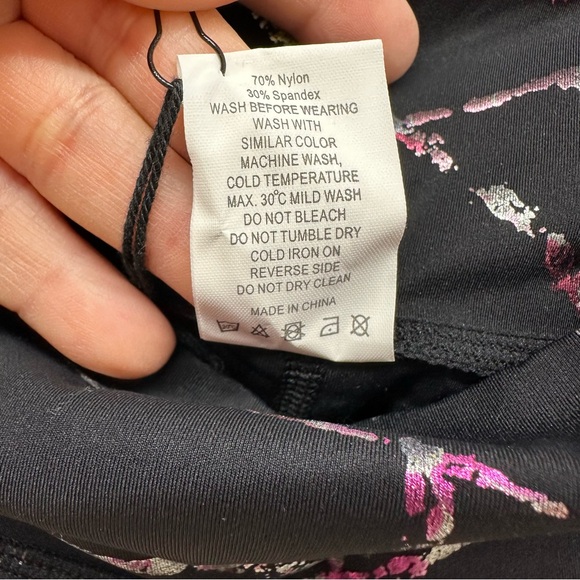 70% Nylon
30% Spandex
WASH BEFORE WEARING
WASH WITH
SIMILAR COLOR
MACHINE WASH,
COLD TEMPERATURE
MAX. 30°C MILD WASH
DO NOT BLEACH
DO NOT TUMBLE DRY
COLD IRON ON
REVERSE SIDE
DO NOT DRY CLEAN
MADE IN CHINA